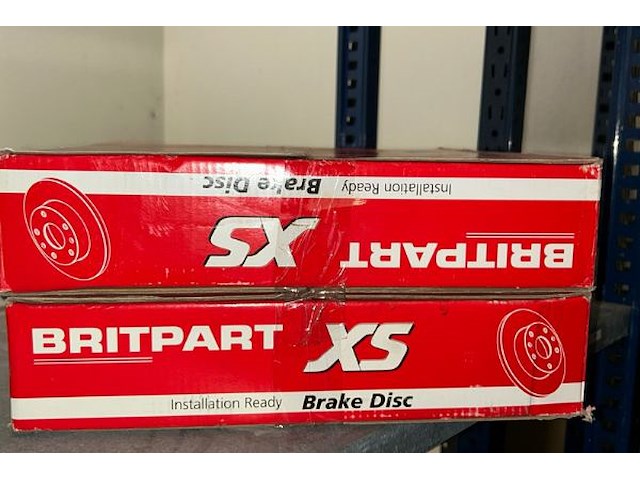 Installation Ready Brake Disc
BRITPART XS
BRITPART XS
Installation Ready Brake Disc